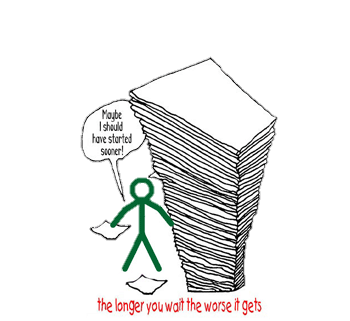 Maybe
I should
have started
sooner!
the longer you wait the worse it gets